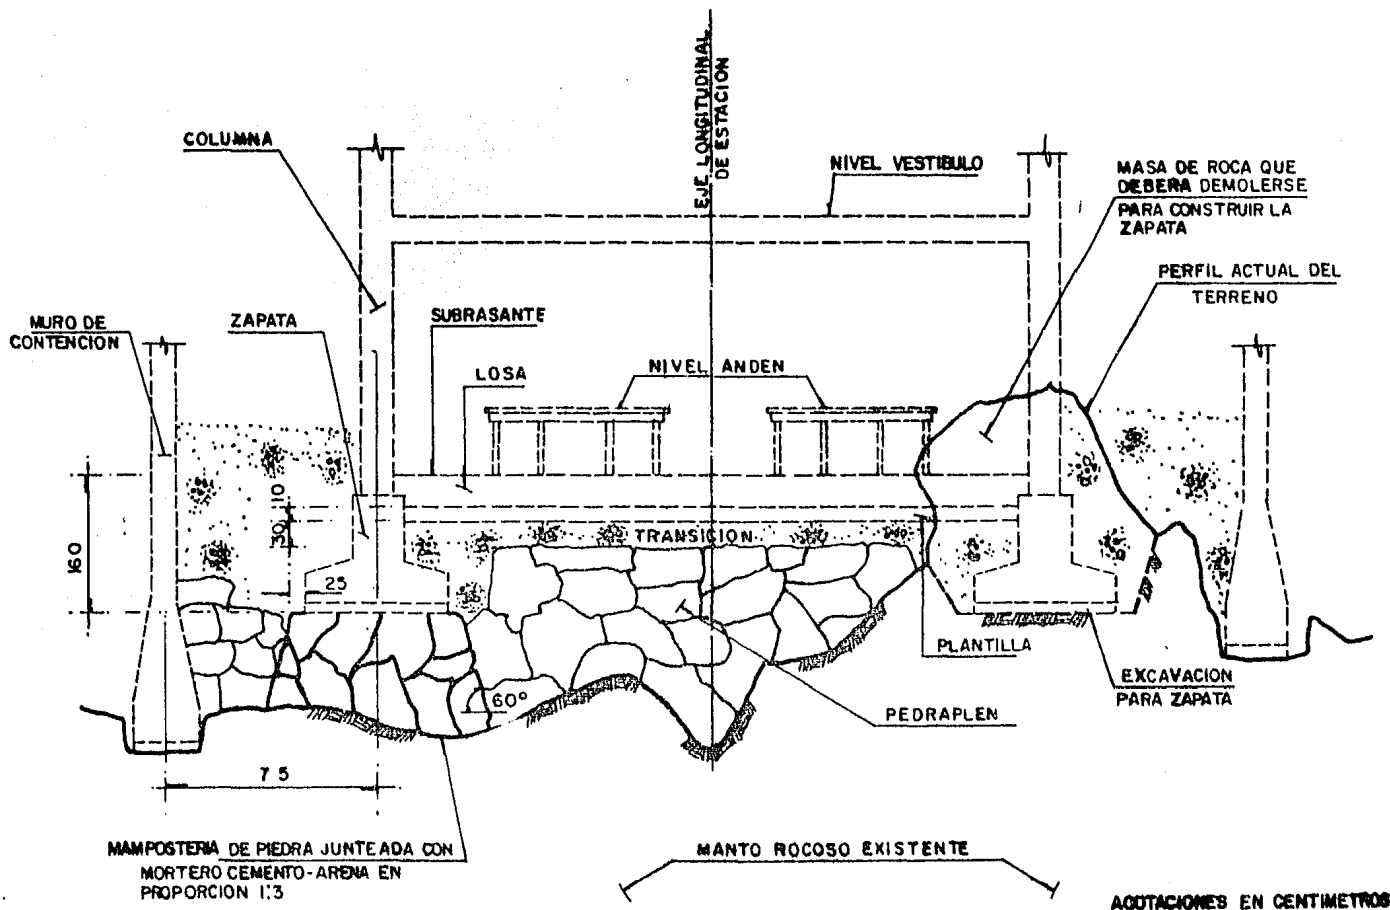 EJE LONGITUDINAL
DE ESTACION
COLUMNA
NIVEL VESTIBULO
MASA DE ROCA QUE
DEBERA DEMOLERSE
PARA CONSTRUIR LA
ZAPATA
PERFIL ACTUAL DEL
TERRENO
MURO DE
CONTENCION
ZAPATA
SUBRASANTE
LOSA
NIVEL ANDEN
10
30
160
TRANSICION
25
PLANTILLA
60°
PEDRAPLEN
EXCAVACION
PARA ZAPATA
75
MAMPOSTERIA DE PIEDRA JUNTEADA CON
MORTERO CEMENTO-ARENA EN
PROPORCION 1:3
MANTO ROCOSO EXISTENTE
ACOTACIONES EN CENTIMETROS